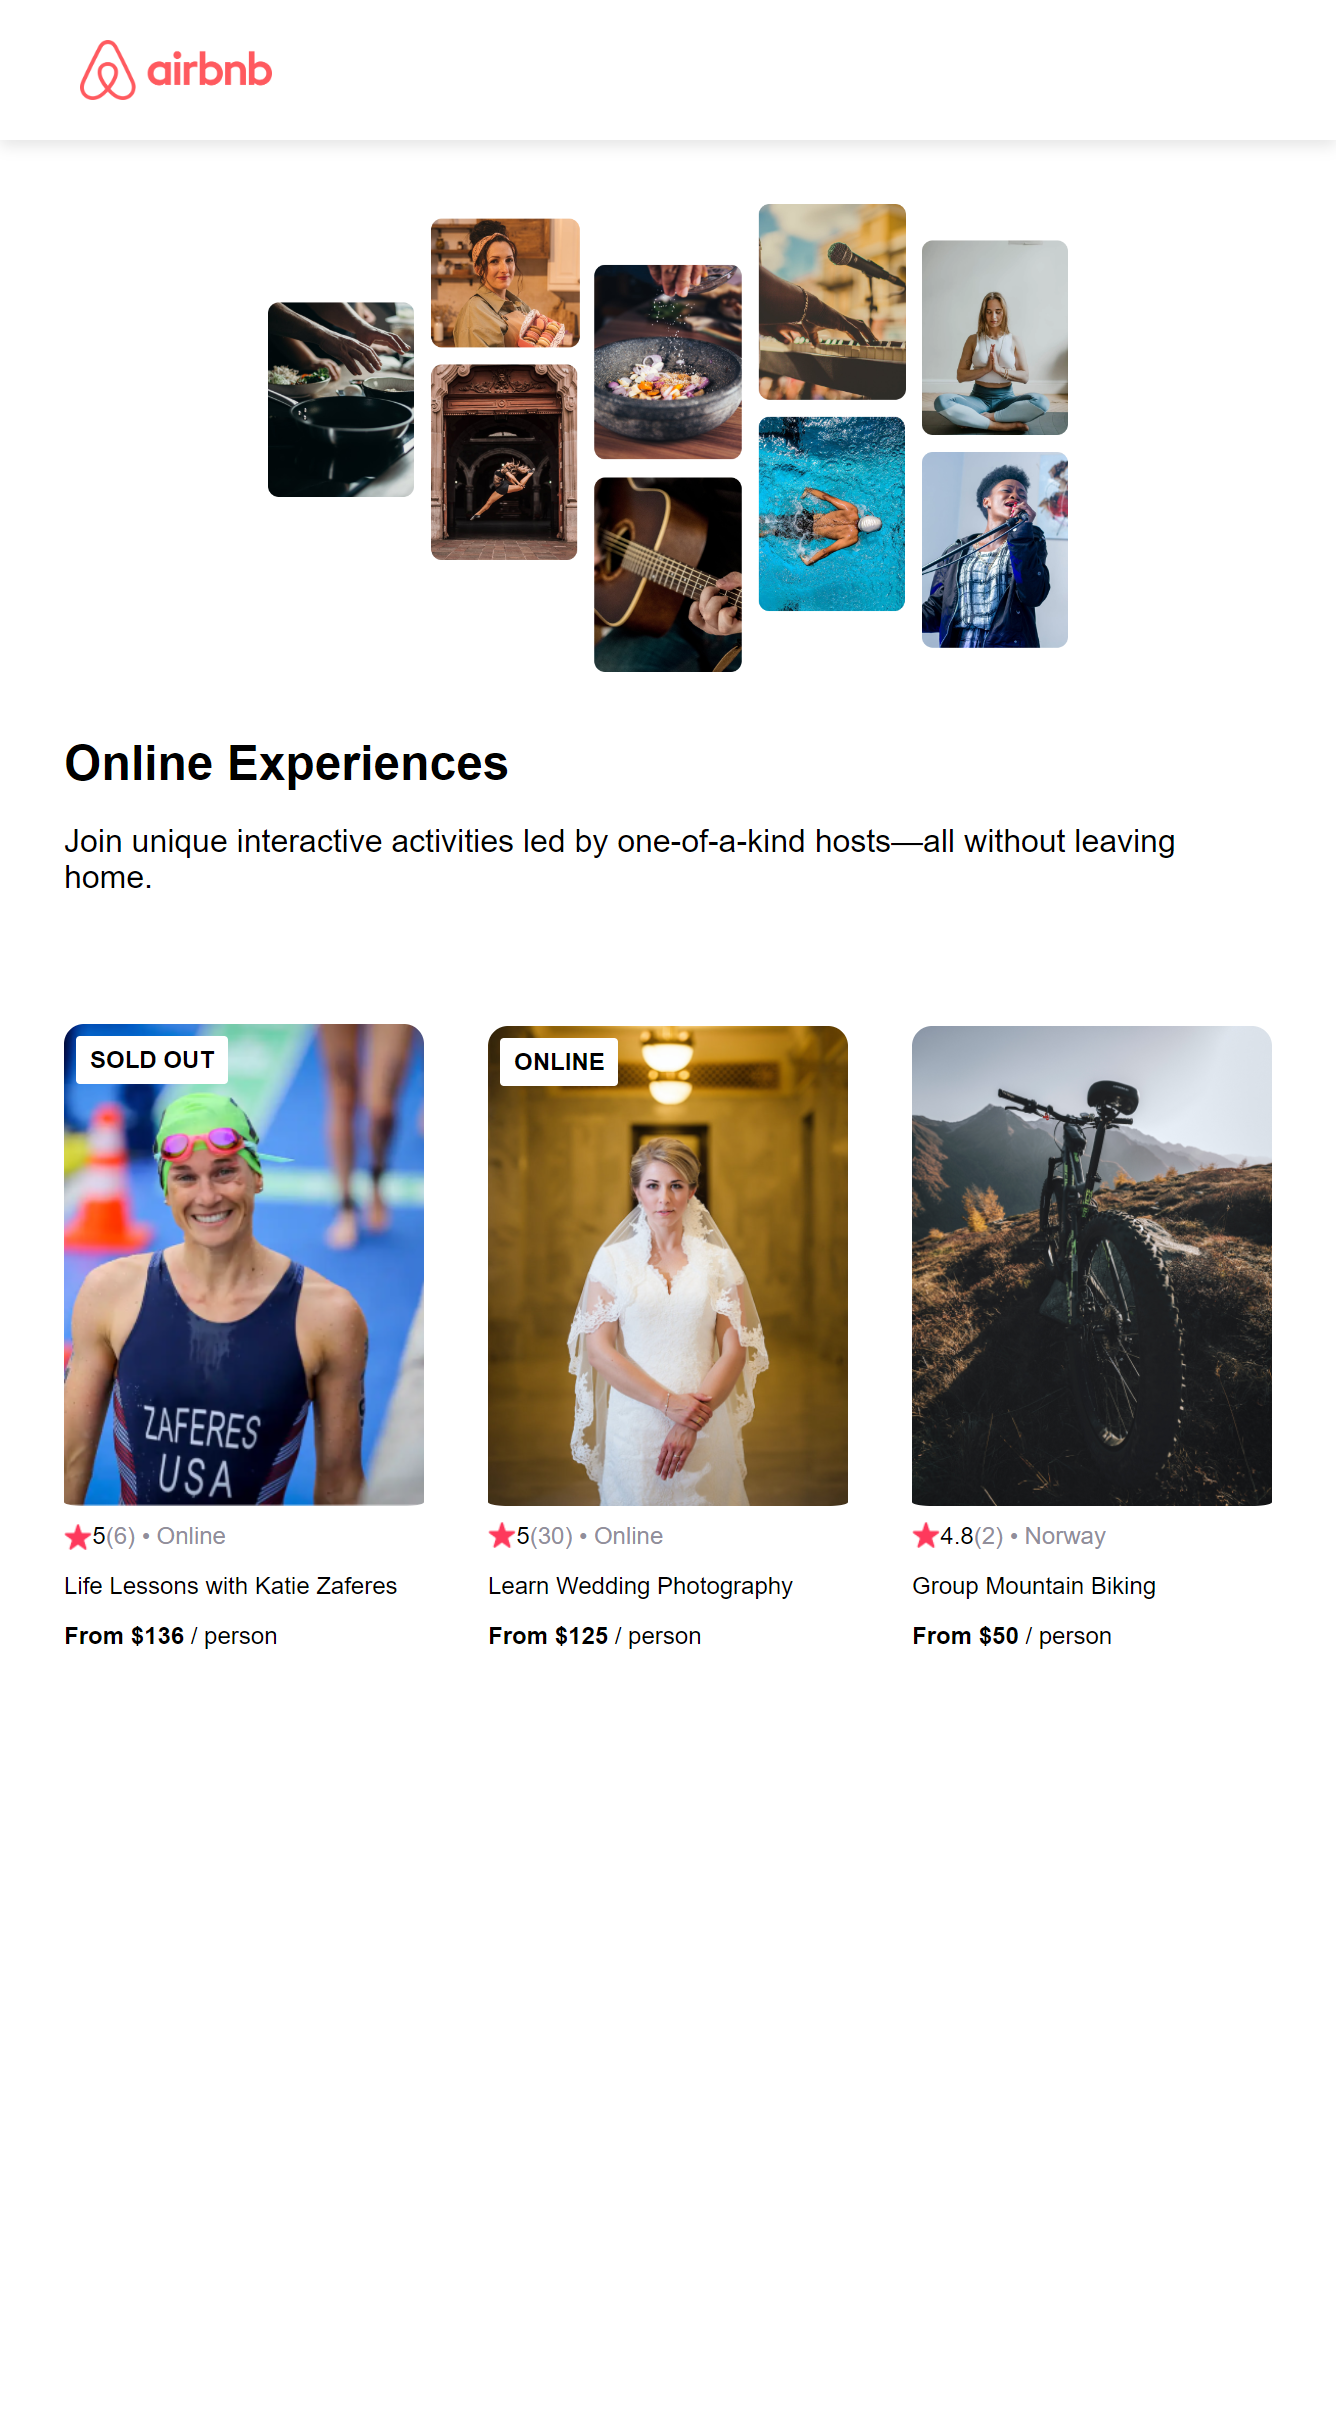 airbnb
Online Experiences
Join unique interactive activities led by one-of-a-kind hosts—all without leaving
home.
SOLD OUT
ZAFERES
USA
5(6) • Online
Life Lessons with Katie Zaferes
From $136 / person
ONLINE
5(30) • Online
Learn Wedding Photography
From $125 / person
4.8(2) • Norway
Group Mountain Biking
From $50 / person